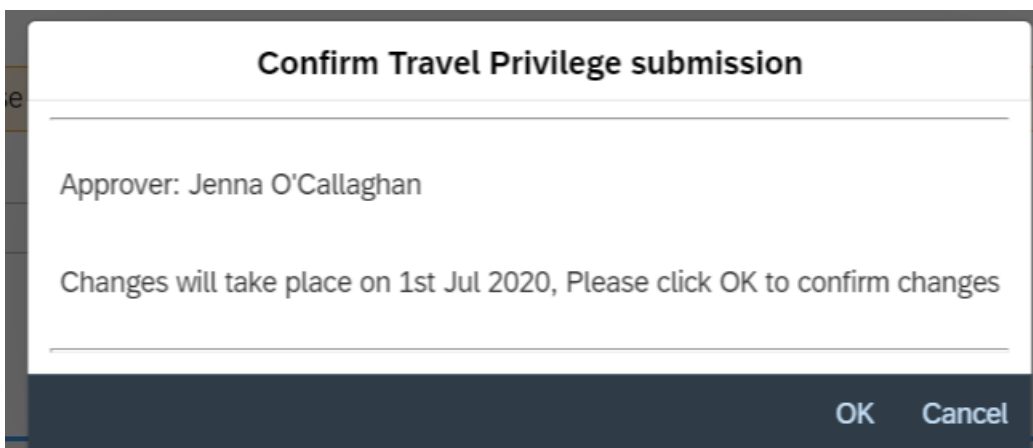 Confirm Travel Privilege submission
Approver: Jenna O'Callaghan
Changes will take place on 1st Jul 2020, Please click OK to confirm changes
OK Cancel